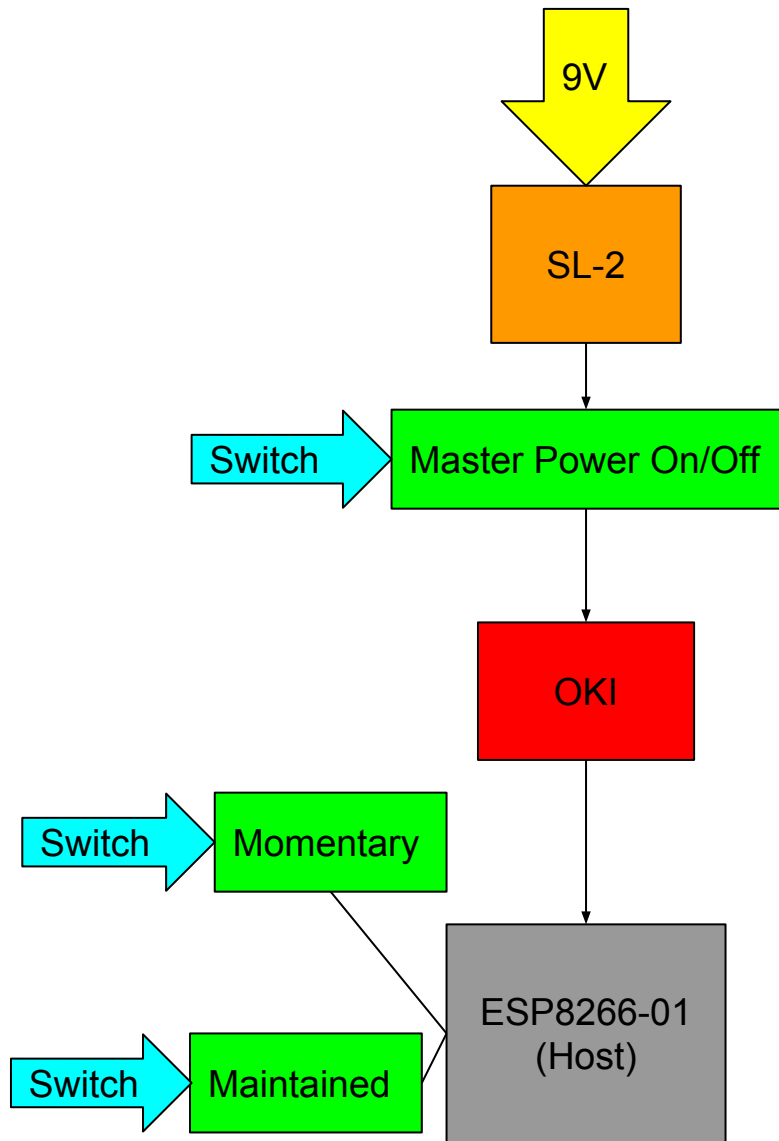 9V
SL-2
Switch
Master Power On/Off
OKI
Switch
Momentary
ESP8266-01
(Host)
Switch
Maintained